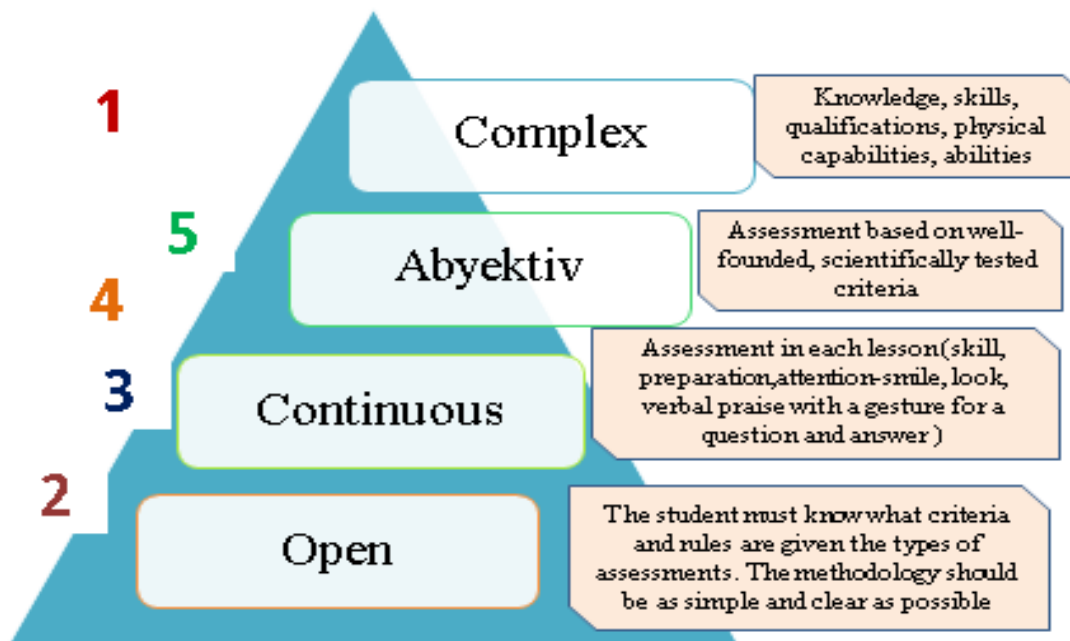 1
Complex
Knowledge, skills,
qualifications, physical
capabilities, abilities
5
Abyektiv
Assessment based on well-
founded, scientifically tested
criteria
4
3
Continuous
Assessment in each lesson(skill,
preparation,attention-smile, look,
verbal praise with a gesture for a
question and answer )
2
Open
The student must know what criteria
and rules are given the types of
assessments. The methodology should
be as simple and clear as possible